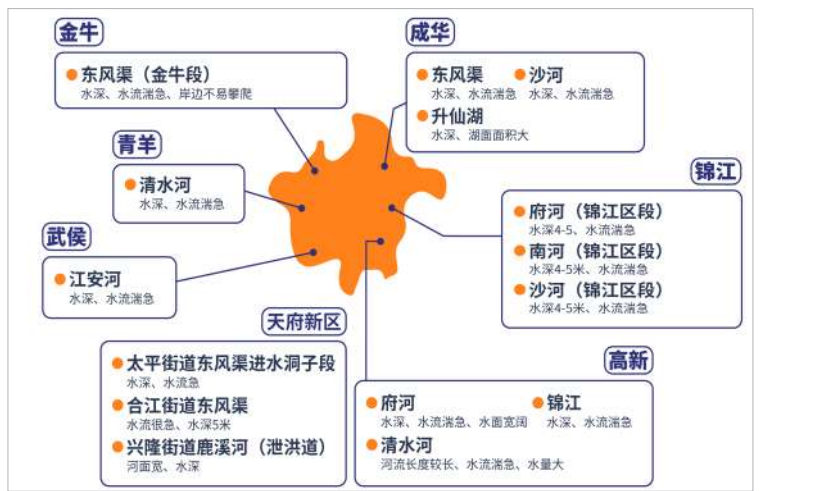 金牛
东风渠（金牛段）
水深、水流湍急、岸边不易攀爬
成华
东风渠 沙河
水深、水流湍急 水深、水流湍急
升仙湖
水深、湖面面积大
青羊
清水河
水深、水流湍急
锦江
府河（锦江区段）
水深4-5、水流湍急
南河（锦江区段）
水深4-5米、水流湍急
沙河（锦江区段）
水深4-5米、水流湍急
武侯
江安河
水深、水流湍急
天府新区
太平街道东风渠进水洞子段
水深、水流急
合江街道东风渠
水流很急、水深5米
兴隆街道鹿溪河（泄洪道）
河面宽、水深
高新
府河 锦江
水深、水流湍急、水面宽阔 水深、水流湍急
清水河
河流长度较长、水流湍急、水量大